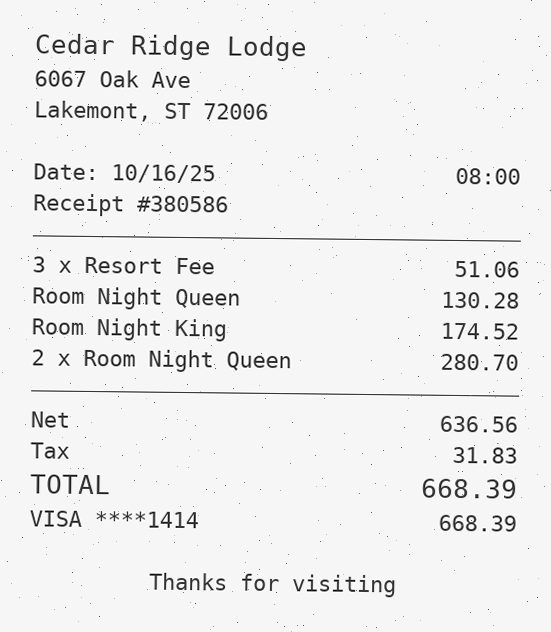 Cedar Ridge Lodge
6067 Oak Ave
Lakemont, ST 72006
Date: 10/16/25 08:00
Receipt #380586
3 x Resort Fee 51.06
Room Night Queen 130.28
Room Night King 174.52
2 x Room Night Queen 280.70
Net 636.56
Tax 31.83
TOTAL 668.39
VISA ****1414 668.39
Thanks for visiting